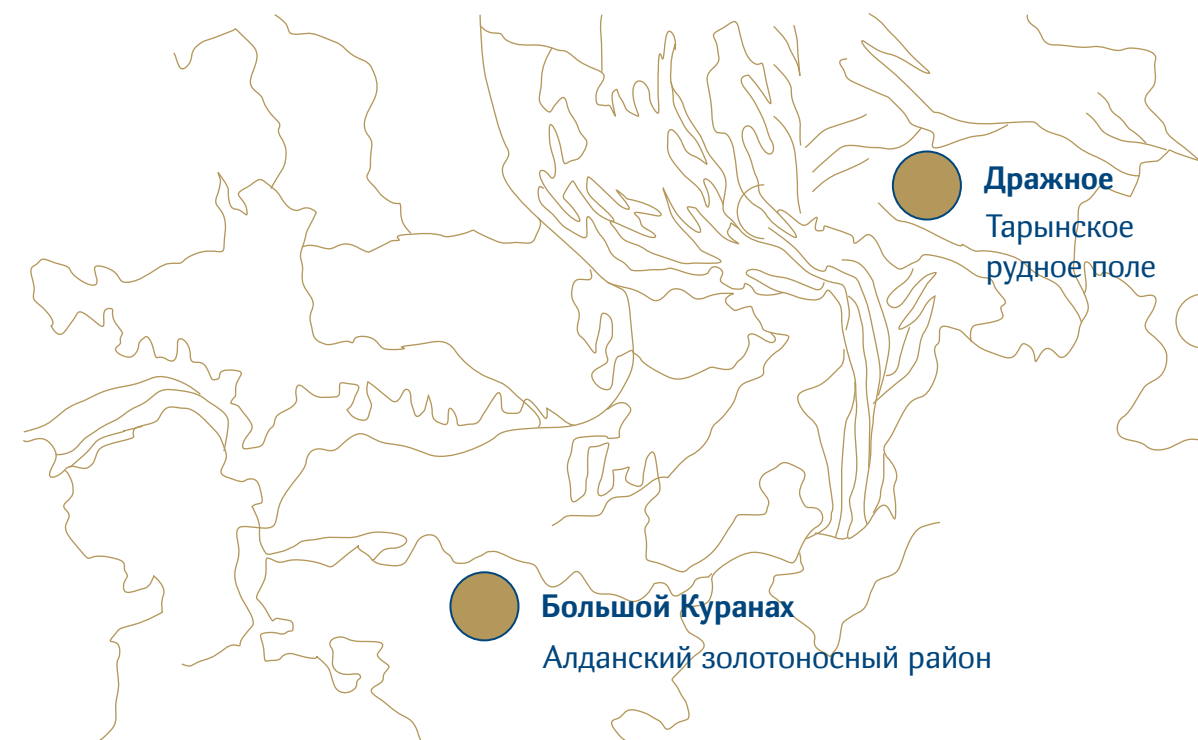 Дражное
Тарынское
рудное поле
Большой Куранах
Алданский золотоносный район